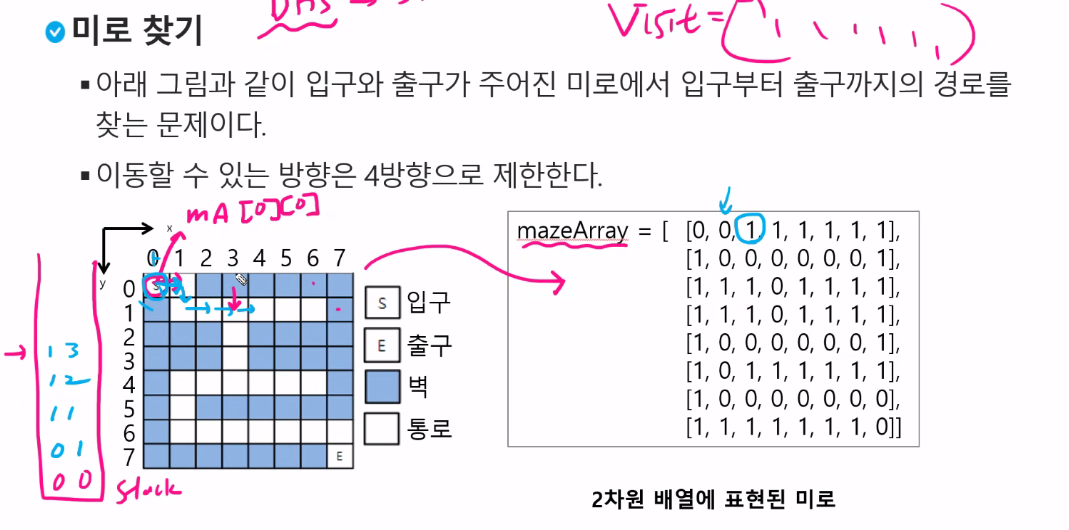 DFS →
Visit = ( , , , , , , )
미로 찾기
▪ 아래 그림과 같이 입구와 출구가 주어진 미로에서 입구부터 출구까지의 경로를
찾는 문제이다.
▪ 이동할 수 있는 방향은 4방향으로 제한한다.
mA [0][0]
x
y
0 1 2 3 4 5 6 7
0
1
2
3
4
5
6
7
E
S 입구
E 출구
벽
통로
1 3
1 2
1 1
0 1
0 0
Stack
mazeArray = [ [0, 0, 1, 1, 1, 1, 1, 1],
[1, 0, 0, 0, 0, 0, 0, 1],
[1, 1, 1, 0, 1, 1, 1, 1],
[1, 1, 1, 0, 1, 1, 1, 1],
[1, 0, 0, 0, 0, 0, 0, 1],
[1, 0, 1, 1, 1, 1, 1, 1],
[1, 0, 0, 0, 0, 0, 0, 0],
[1, 1, 1, 1, 1, 1, 1, 0]]
2차원 배열에 표현된 미로